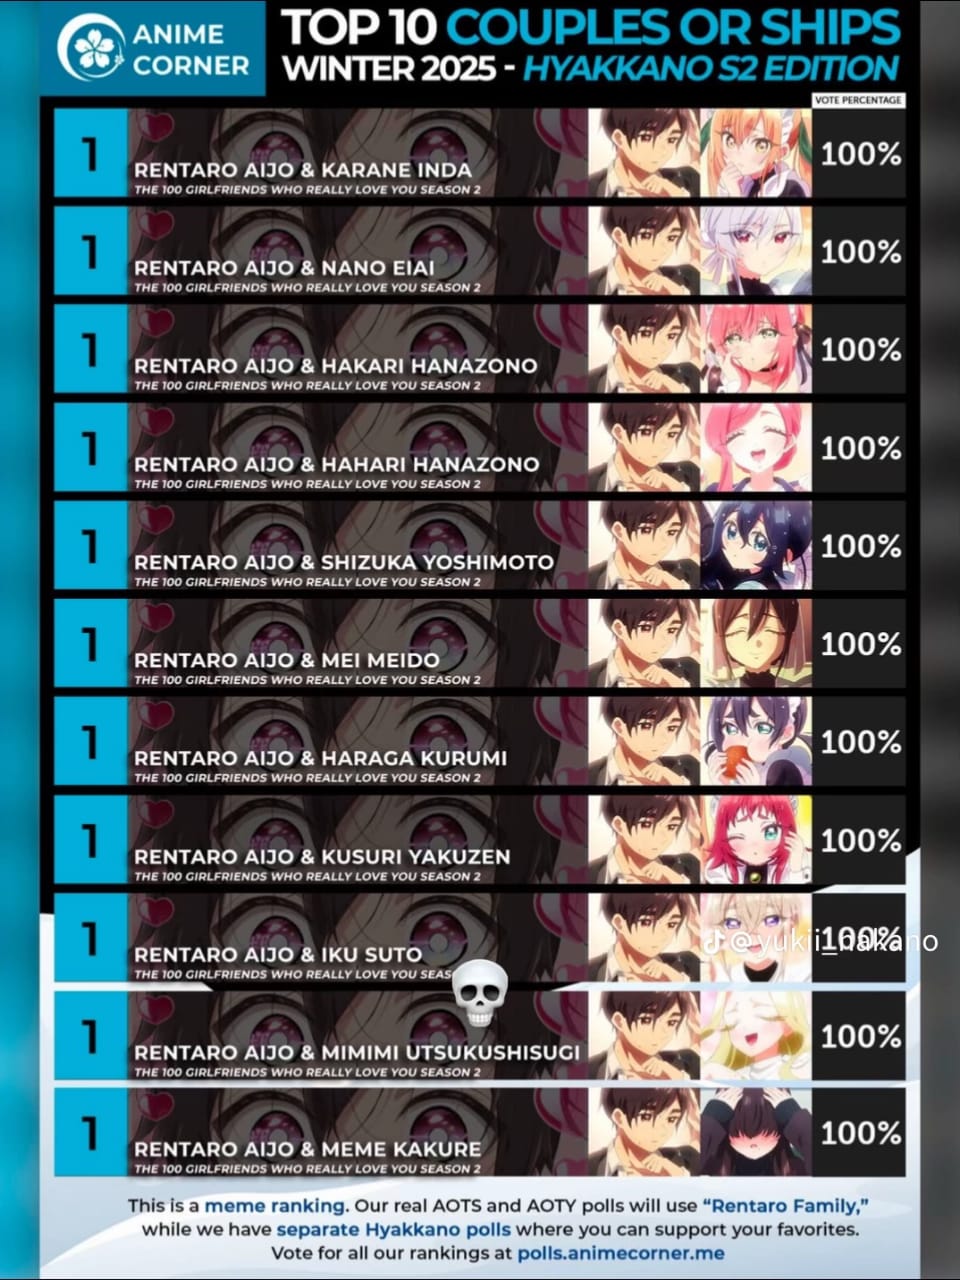 ANIME
CORNER
TOP 10 COUPLES OR SHIPS
WINTER 2025 - HYAKKANO S2 EDITION
VOTE PERCENTAGE
1
RENTARO AIJO & KARANE INDA
THE 100 GIRLFRIENDS WHO REALLY LOVE YOU SEASON 2
100%
1
RENTARO AIJO & NANO EIAI
THE 100 GIRLFRIENDS WHO REALLY LOVE YOU SEASON 2
100%
1
RENTARO AIJO & HAKARI HANAZONO
THE 100 GIRLFRIENDS WHO REALLY LOVE YOU SEASON 2
100%
1
RENTARO AIJO & HAHARI HANAZONO
THE 100 GIRLFRIENDS WHO REALLY LOVE YOU SEASON 2
100%
1
RENTARO AIJO & SHIZUKA YOSHIMOTO
THE 100 GIRLFRIENDS WHO REALLY LOVE YOU SEASON 2
100%
1
RENTARO AIJO & MEI MEIDO
THE 100 GIRLFRIENDS WHO REALLY LOVE YOU SEASON 2
100%
1
RENTARO AIJO & HARAGA KURUMI
THE 100 GIRLFRIENDS WHO REALLY LOVE YOU SEASON 2
100%
1
RENTARO AIJO & KUSURI YAKUZEN
THE 100 GIRLFRIENDS WHO REALLY LOVE YOU SEASON 2
100%
1
RENTARO AIJO & IKU SUTO
THE 100 GIRLFRIENDS WHO REALLY LOVE YOU SEAS
100%
@yukii_nakano
1
RENTARO AIJO & MIMIMI UTSUKUSHISUGI
THE 100 GIRLFRIENDS WHO REALLY LOVE YOU SEASON 2
100%
1
RENTARO AIJO & MEME KAKURE
THE 100 GIRLFRIENDS WHO REALLY LOVE YOU SEASON 2
100%
This is a meme ranking. Our real AOTS and AOTY polls will use “Rentaro Family,”
while we have separate Hyakkano polls where you can support your favorites.
Vote for all our rankings at polls.animecorner.me